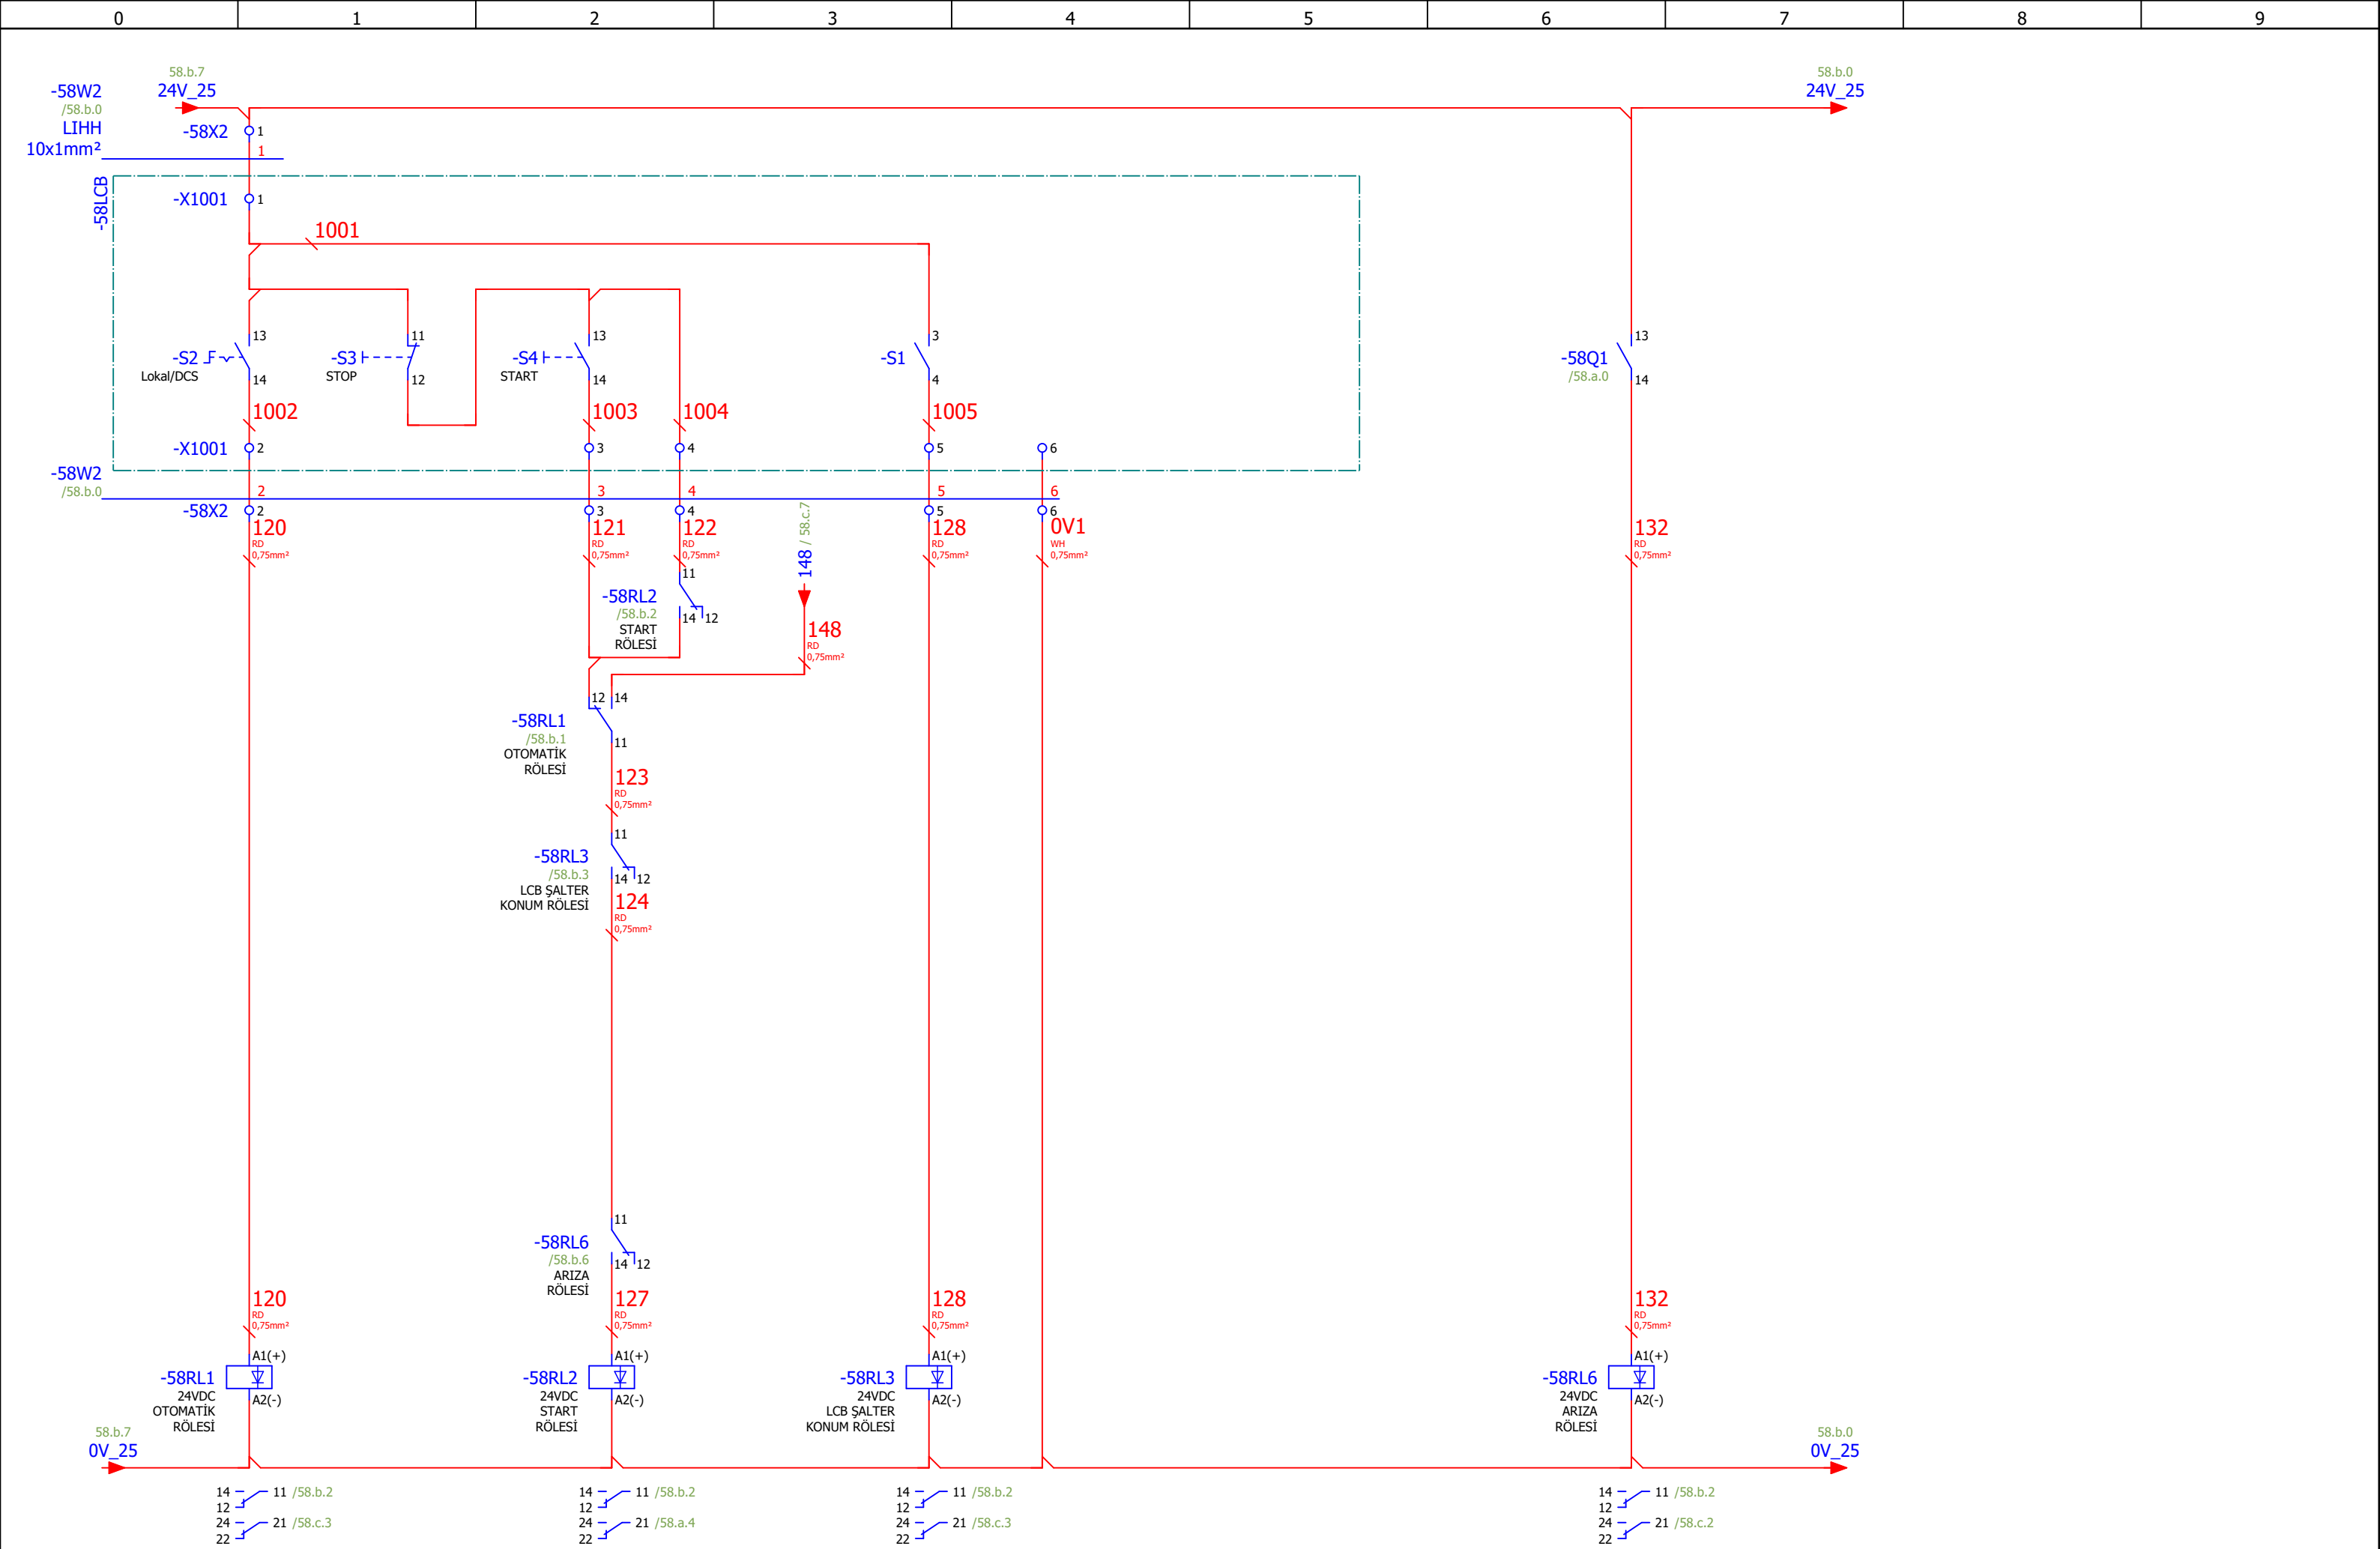 0 1 2 3 4 5 6 7 8 9
58.b.7
24V_25
58.b.0
24V_25
-58W2
/58.b.0
LIHH
10x1mm²
-58X2 1
1
-58LCB
-X1001 1
1001
-S2
Lokal/DCS
13
14
-S3
STOP
11
12
-S4
START
13
14
-S1
3
4
-58Q1
/58.a.0
13
14
1002
1003
1004
1005
-X1001 2 3 4 5 6
-58W2
/58.b.0
2 3 4 5 6
-58X2 2 3 4 5 6
120
RD
0,75mm²
121
RD
0,75mm²
122
RD
0,75mm²
148 / 58.c.7
128
RD
0,75mm²
0V1
WH
0,75mm²
132
RD
0,75mm²
-58RL2
/58.b.2
START
RÖLESİ
11
14 12
148
RD
0,75mm²
12 14
-58RL1
/58.b.1
OTOMATİK
RÖLESİ
11
123
RD
0,75mm²
11
-58RL3
/58.b.3
LCB ŞALTER
KONUM RÖLESİ
14 12
124
RD
0,75mm²
11
-58RL6
/58.b.6
ARIZA
RÖLESİ
14 12
120
RD
0,75mm²
127
RD
0,75mm²
128
RD
0,75mm²
132
RD
0,75mm²
A1(+)
-58RL1
24VDC
OTOMATİK
RÖLESİ
A2(-)
A1(+)
-58RL2
24VDC
START
RÖLESİ
A2(-)
A1(+)
-58RL3
24VDC
LCB ŞALTER
KONUM RÖLESİ
A2(-)
A1(+)
-58RL6
24VDC
ARIZA
RÖLESİ
A2(-)
58.b.7
0V_25
58.b.0
0V_25
14 11 /58.b.2
12
24 21 /58.c.3
22
14 11 /58.b.2
12
24 21 /58.a.4
22
14 11 /58.b.2
12
24 21 /58.c.3
22
14 11 /58.b.2
12
24 21 /58.c.2
22